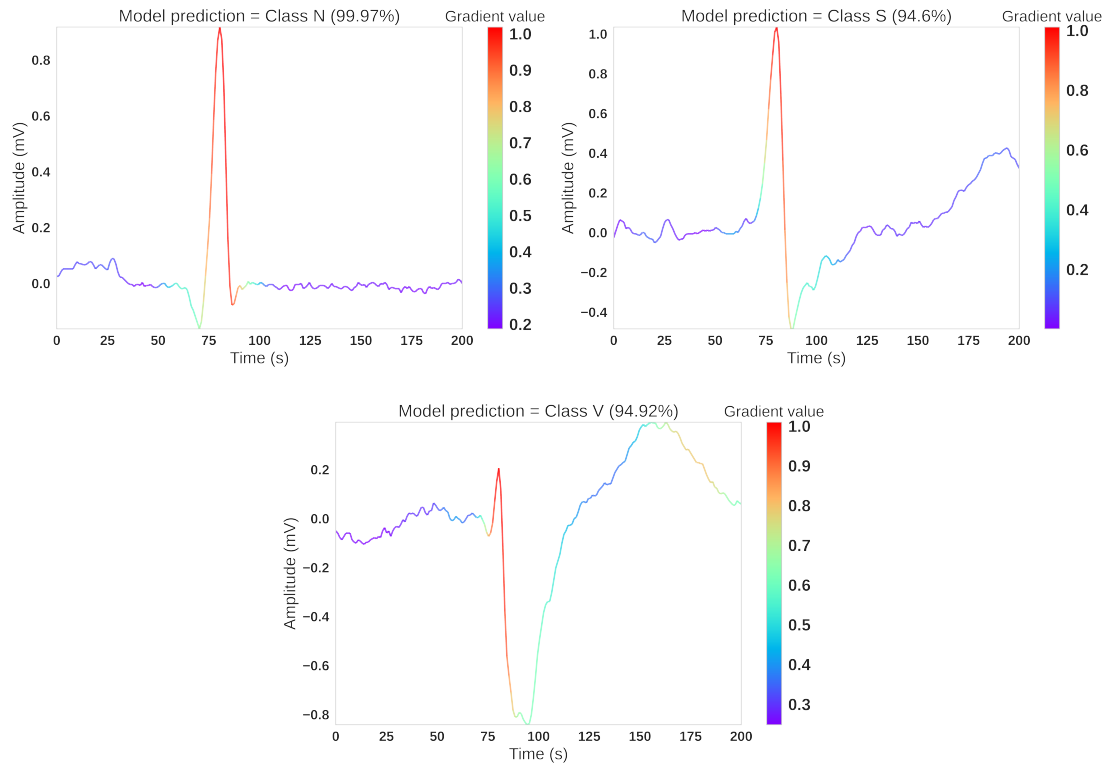 Model prediction = Class N (99.97%)
Gradient value
Amplitude (mV)
0.8
0.6
0.4
0.2
0.0
0 25 50 75 100 125 150 175 200
Time (s)
1.0
0.9
0.8
0.7
0.6
0.5
0.4
0.3
0.2
Model prediction = Class S (94.6%)
Gradient value
Amplitude (mV)
1.0
0.8
0.6
0.4
0.2
0.0
−0.2
−0.4
0 25 50 75 100 125 150 175 200
Time (s)
1.0
0.8
0.6
0.4
0.2
Model prediction = Class V (94.92%)
Gradient value
Amplitude (mV)
0.2
0.0
−0.2
−0.4
−0.6
−0.8
0 25 50 75 100 125 150 175 200
Time (s)
1.0
0.9
0.8
0.7
0.6
0.5
0.4
0.3